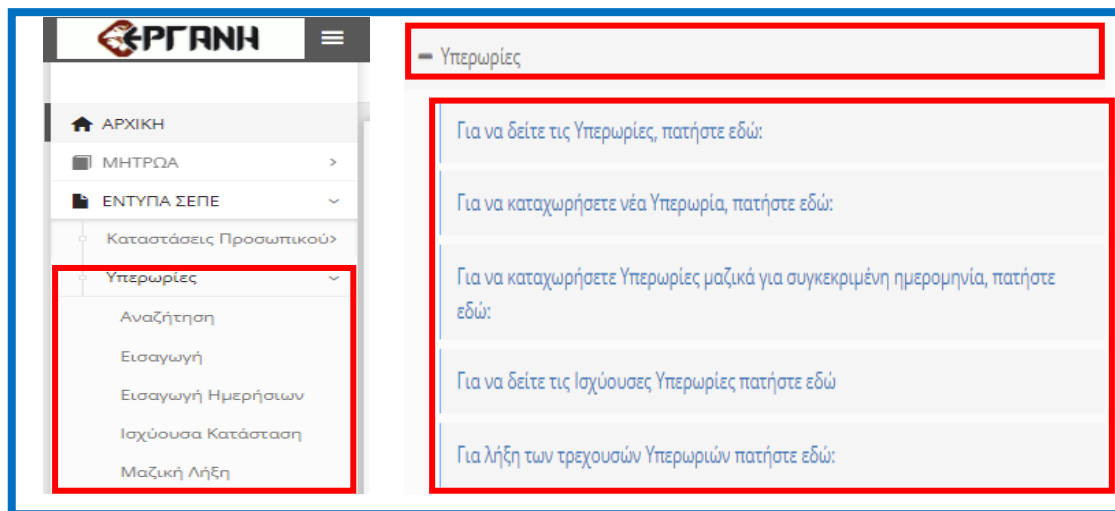 ΕΡΓΑΝΗ
ΑΡΧΙΚΗ
ΜΗΤΡΩΑ
ΕΝΤΥΠΑ ΣΕΠΕ
Καταστάσεις Προσωπικού
Υπερωρίες
Αναζήτηση
Εισαγωγή
Εισαγωγή Ημερήσιων
Ισχύουσα Κατάσταση
Μαζική Λήξη
Υπερωρίες
Για να δείτε τις Υπερωρίες, πατήστε εδώ:
Για να καταχωρήσετε νέα Υπερωρία, πατήστε εδώ:
Για να καταχωρήσετε Υπερωρίες μαζικά για συγκεκριμένη ημερομηνία, πατήστε
εδώ:
Για να δείτε τις Ισχύουσες Υπερωρίες πατήστε εδώ
Για λήξη των τρεχουσών Υπερωριών πατήστε εδώ: